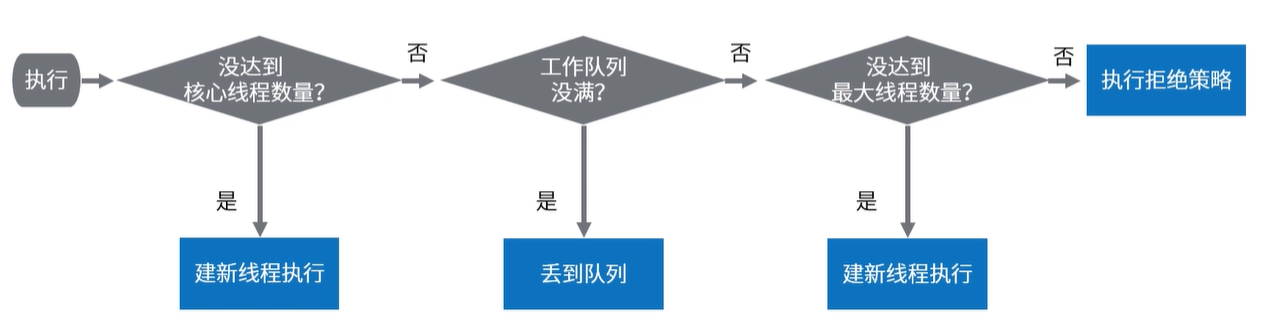 执行
没达到
核心线程数量？
否
工作队列
没满？
否
没达到
最大线程数量？
否
执行拒绝策略
是
是
是
建新线程执行
丢到队列
建新线程执行